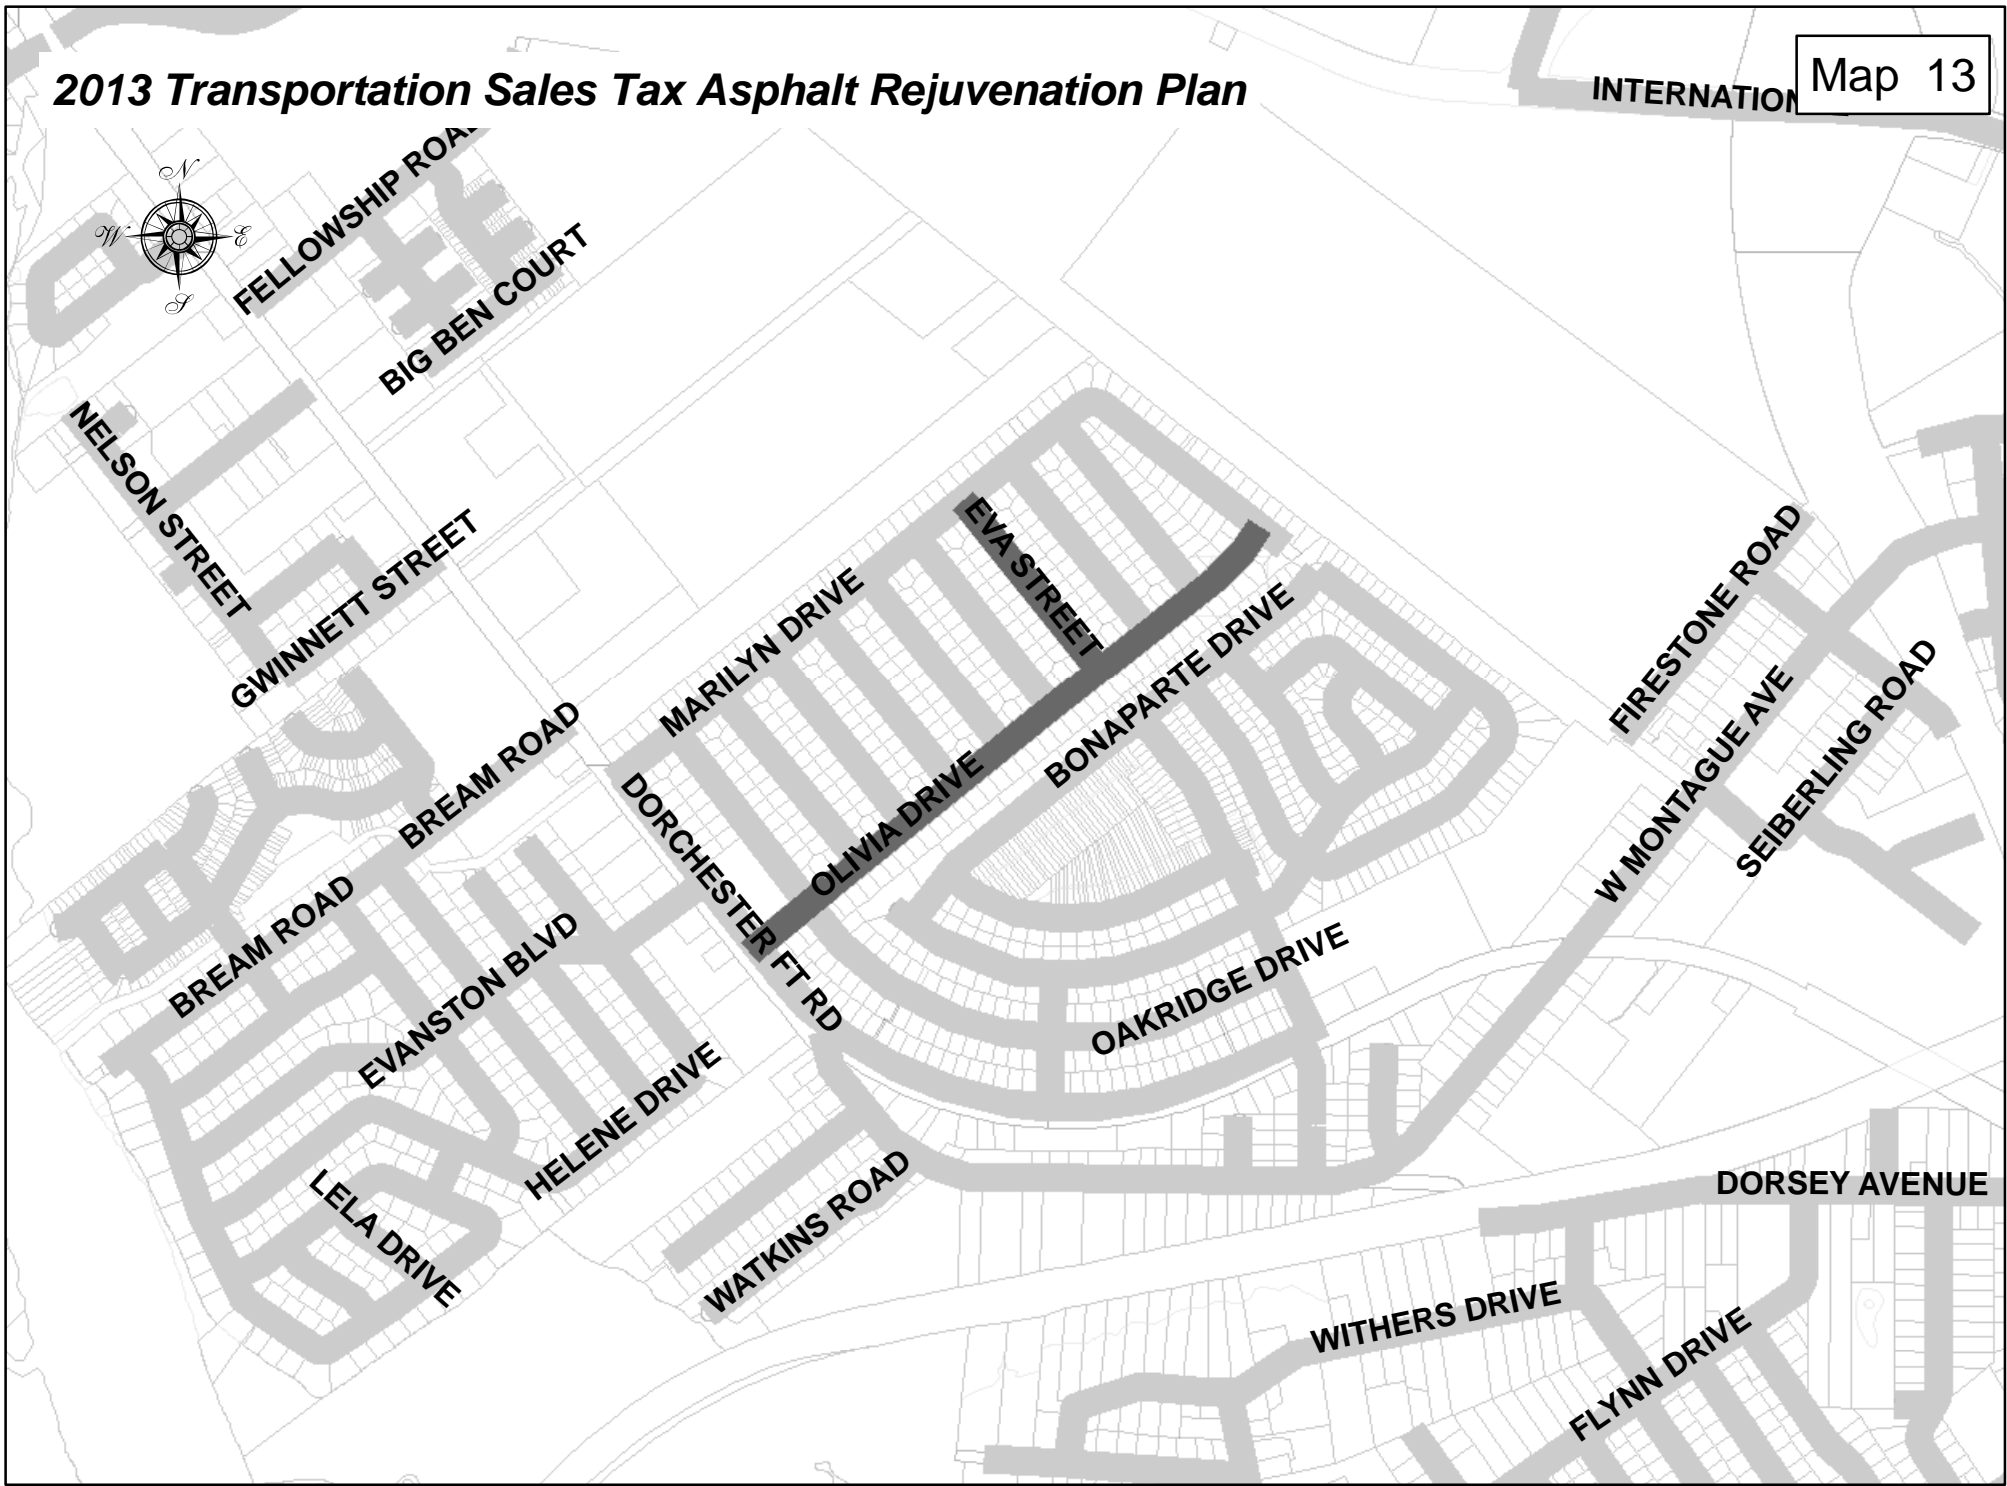 2013 Transportation Sales Tax Asphalt Rejuvenation Plan
Map 13
INTERNATION
N
W
E
S
FELLOWSHIP ROAD
BIG BEN COURT
NELSON STREET
GWINNETT STREET
EVA STREET
MARILYN DRIVE
BONAPARTE DRIVE
FIRESTONE ROAD
W MONTAGUE AVE
SEIBERLING ROAD
BREAM ROAD
OLIVIA DRIVE
DORCHESTER FT RD
BREAM ROAD
EVANSTON BLVD
OAKRIDGE DRIVE
HELENE DRIVE
LELA DRIVE
WATKINS ROAD
DORSEY AVENUE
WITHERS DRIVE
FLYNN DRIVE